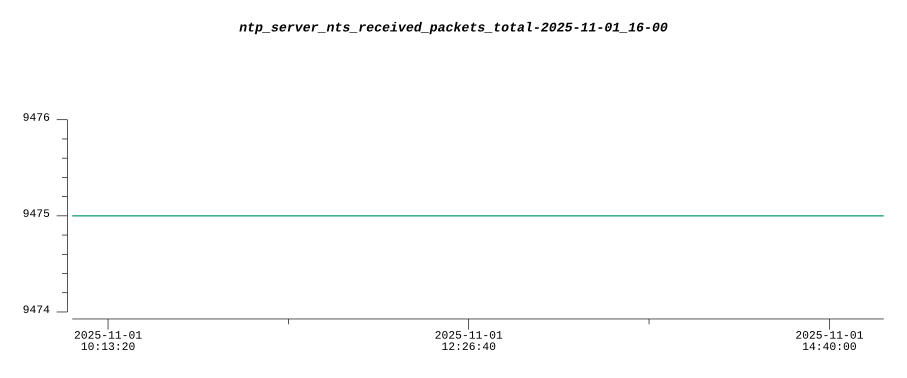 ntp_server_nts_received_packets_total-2025-11-01_16-00
9476
9475
9474
2025-11-01 2025-11-01 2025-11-01
10:13:20 12:26:40 14:40:00